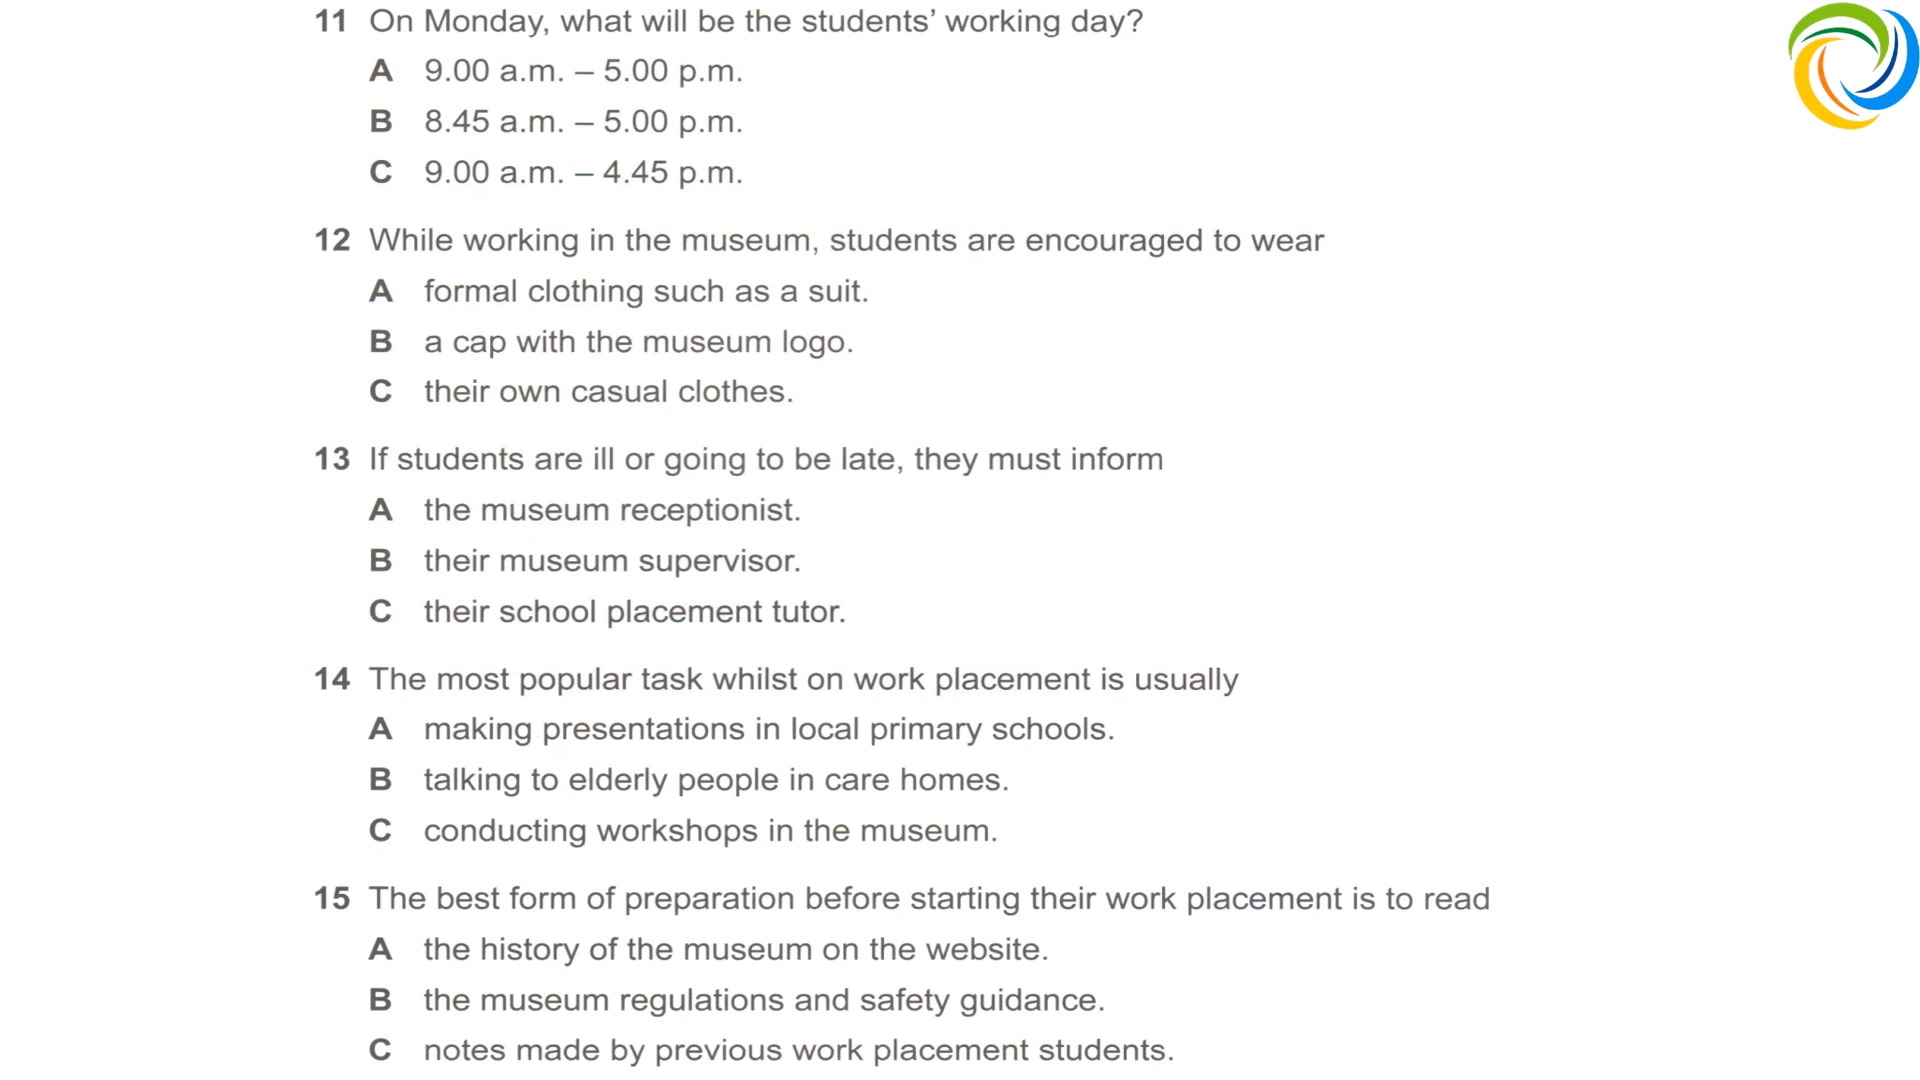 11 On Monday, what will be the students’ working day?
A 9.00 a.m. – 5.00 p.m.
B 8.45 a.m. – 5.00 p.m.
C 9.00 a.m. – 4.45 p.m.
12 While working in the museum, students are encouraged to wear
A formal clothing such as a suit.
B a cap with the museum logo.
C their own casual clothes.
13 If students are ill or going to be late, they must inform
A the museum receptionist.
B their museum supervisor.
C their school placement tutor.
14 The most popular task whilst on work placement is usually
A making presentations in local primary schools.
B talking to elderly people in care homes.
C conducting workshops in the museum.
15 The best form of preparation before starting their work placement is to read
A the history of the museum on the website.
B the museum regulations and safety guidance.
C notes made by previous work placement students.